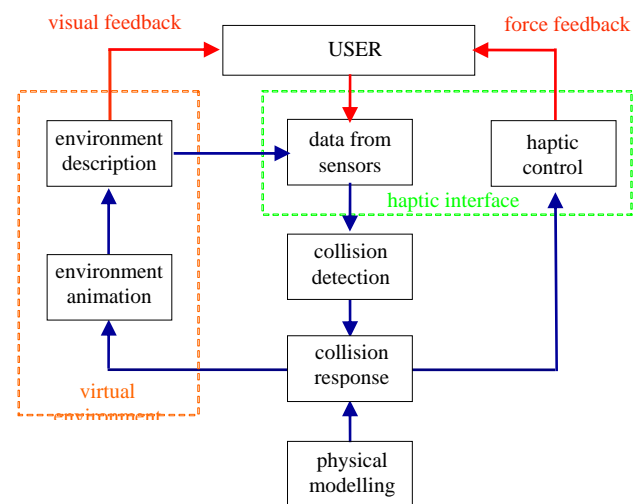 visual feedback
force feedback
USER
environment
description
data from
sensors
haptic
control
haptic interface
collision
detection
environment
animation
collision
response
virtual
environment
physical
modelling